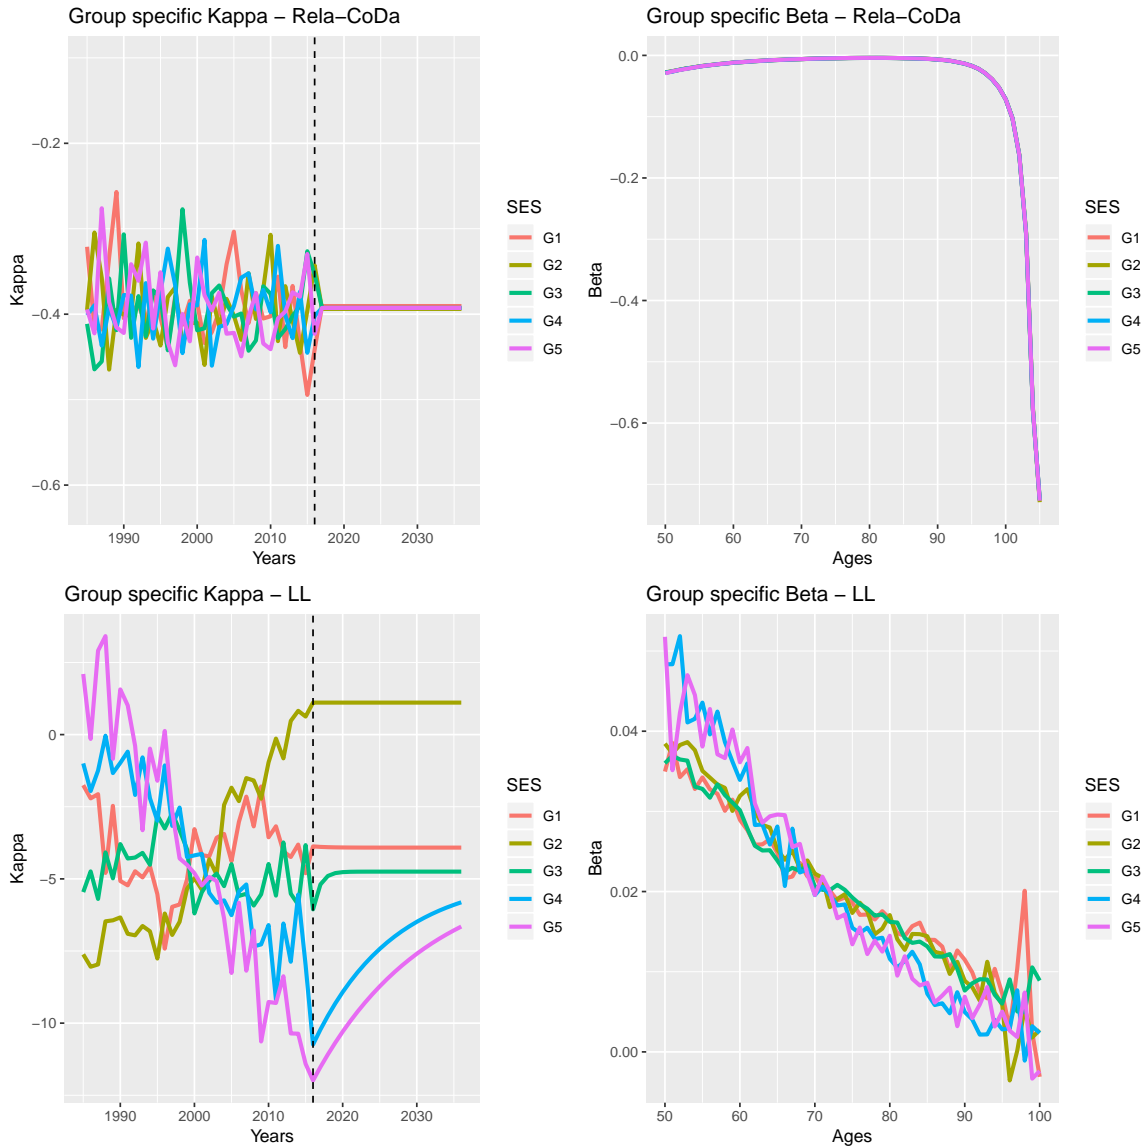 Group specific Kappa – Rela–CoDa
Kappa
−0.2
−0.4
−0.6
1990 2000 2010 2020 2030
Years
SES
G1
G2
G3
G4
G5
Group specific Beta – Rela–CoDa
Beta
0.0
−0.2
−0.4
−0.6
50 60 70 80 90 100
Ages
SES
G1
G2
G3
G4
G5
Group specific Kappa – LL
Kappa
0
−5
−10
1990 2000 2010 2020 2030
Years
SES
G1
G2
G3
G4
G5
Group specific Beta – LL
Beta
0.04
0.02
0.00
50 60 70 80 90 100
Ages
SES
G1
G2
G3
G4
G5